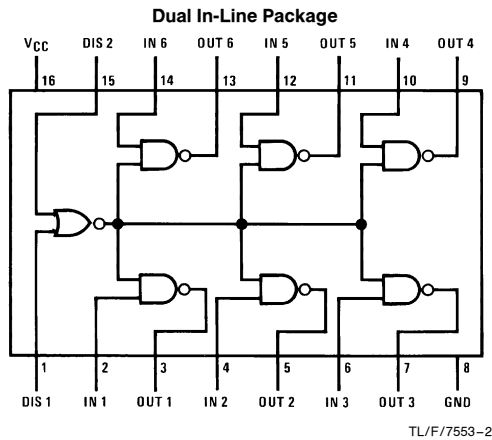 Dual In-Line Package
VCC DIS 2 IN 6 OUT 6 IN 5 OUT 5 IN 4 OUT 4
16 15 14 13 12 11 10 9
1 2 3 4 5 6 7 8
DIS 1 IN 1 OUT 1 IN 2 OUT 2 IN 3 OUT 3 GND
TL/F/7553–2